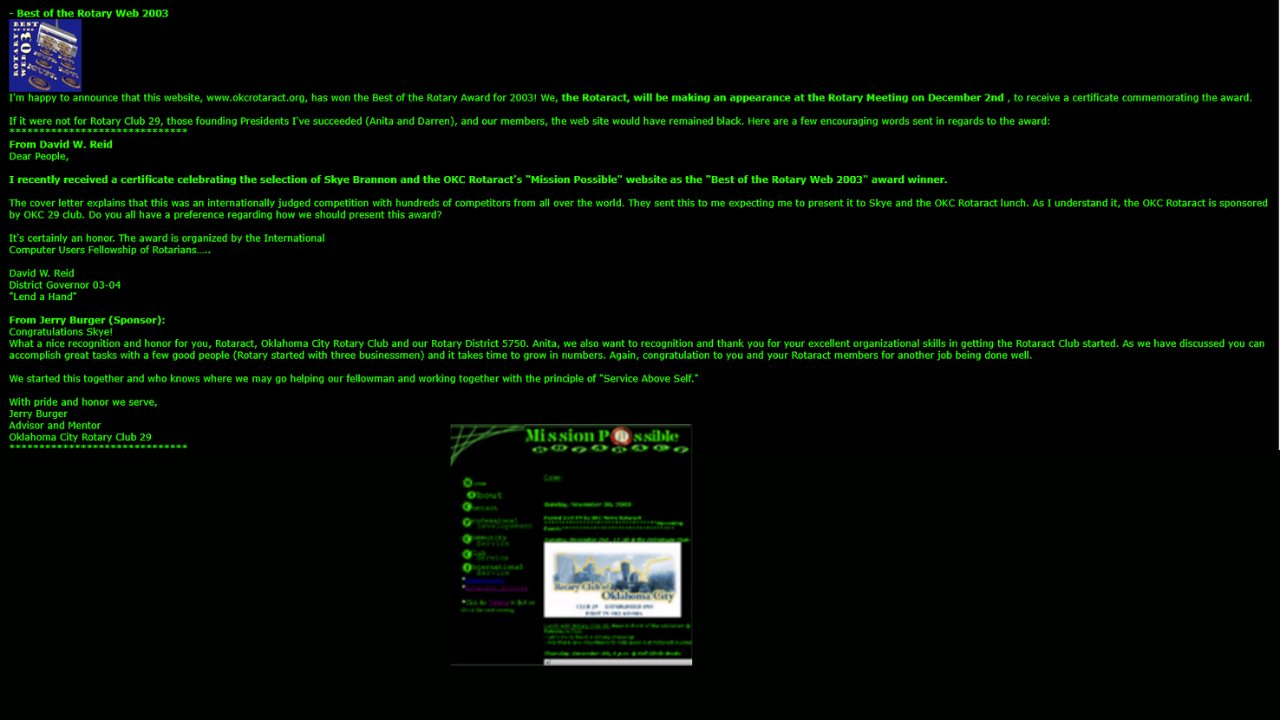 - Best of the Rotary Web 2003
BEST
OF THE
ROTARY
WEB 03
I'm happy to announce that this website, www.okcrotaract.org, has won the Best of the Rotary Award for 2003! We, the Rotaract, will be making an appearance at the Rotary Meeting on December 2nd , to receive a certificate commemorating the award.
If it were not for Rotary Club 29, those founding Presidents I've succeeded (Anita and Darren), and our members, the web site would have remained black. Here are a few encouraging words sent in regards to the award:
******************************
From David W. Reid
Dear People,
I recently received a certificate celebrating the selection of Skye Brannon and the OKC Rotaract's "Mission Possible" website as the "Best of the Rotary Web 2003" award winner.
The cover letter explains that this was an internationally judged competition with hundreds of competitors from all over the world. They sent this to me expecting me to present it to Skye and the OKC Rotaract lunch. As I understand it, the OKC Rotaract is sponsored
by OKC 29 club. Do you all have a preference regarding how we should present this award?
It's certainly an honor. The award is organized by the International
Computer Users Fellowship of Rotarians.....
David W. Reid
District Governor 03-04
"Lend a Hand"
From Jerry Burger (Sponsor):
Congratulations Skye!
What a nice recognition and honor for you, Rotaract, Oklahoma City Rotary Club and our Rotary District 5750. Anita, we also want to recognition and thank you for your excellent organizational skills in getting the Rotaract Club started. As we have discussed you can
accomplish great tasks with a few good people (Rotary started with three businessmen) and it takes time to grow in numbers. Again, congratulation to you and your Rotaract members for another job being done well.
We started this together and who knows where we may go helping our fellowman and working together with the principle of "Service Above Self."
With pride and honor we serve,
Jerry Burger
Advisor and Mentor
Oklahoma City Rotary Club 29
******************************
Mission P@ssible
Home
About
Contact
Professional
Developement
Community
Service
Club
Service
International
Service
Sunday, November 30, 2003
Rotary Club of
Oklahoma City
CLUB 29 ESTABLISHED 1910
FIRST IN OKLAHOMA